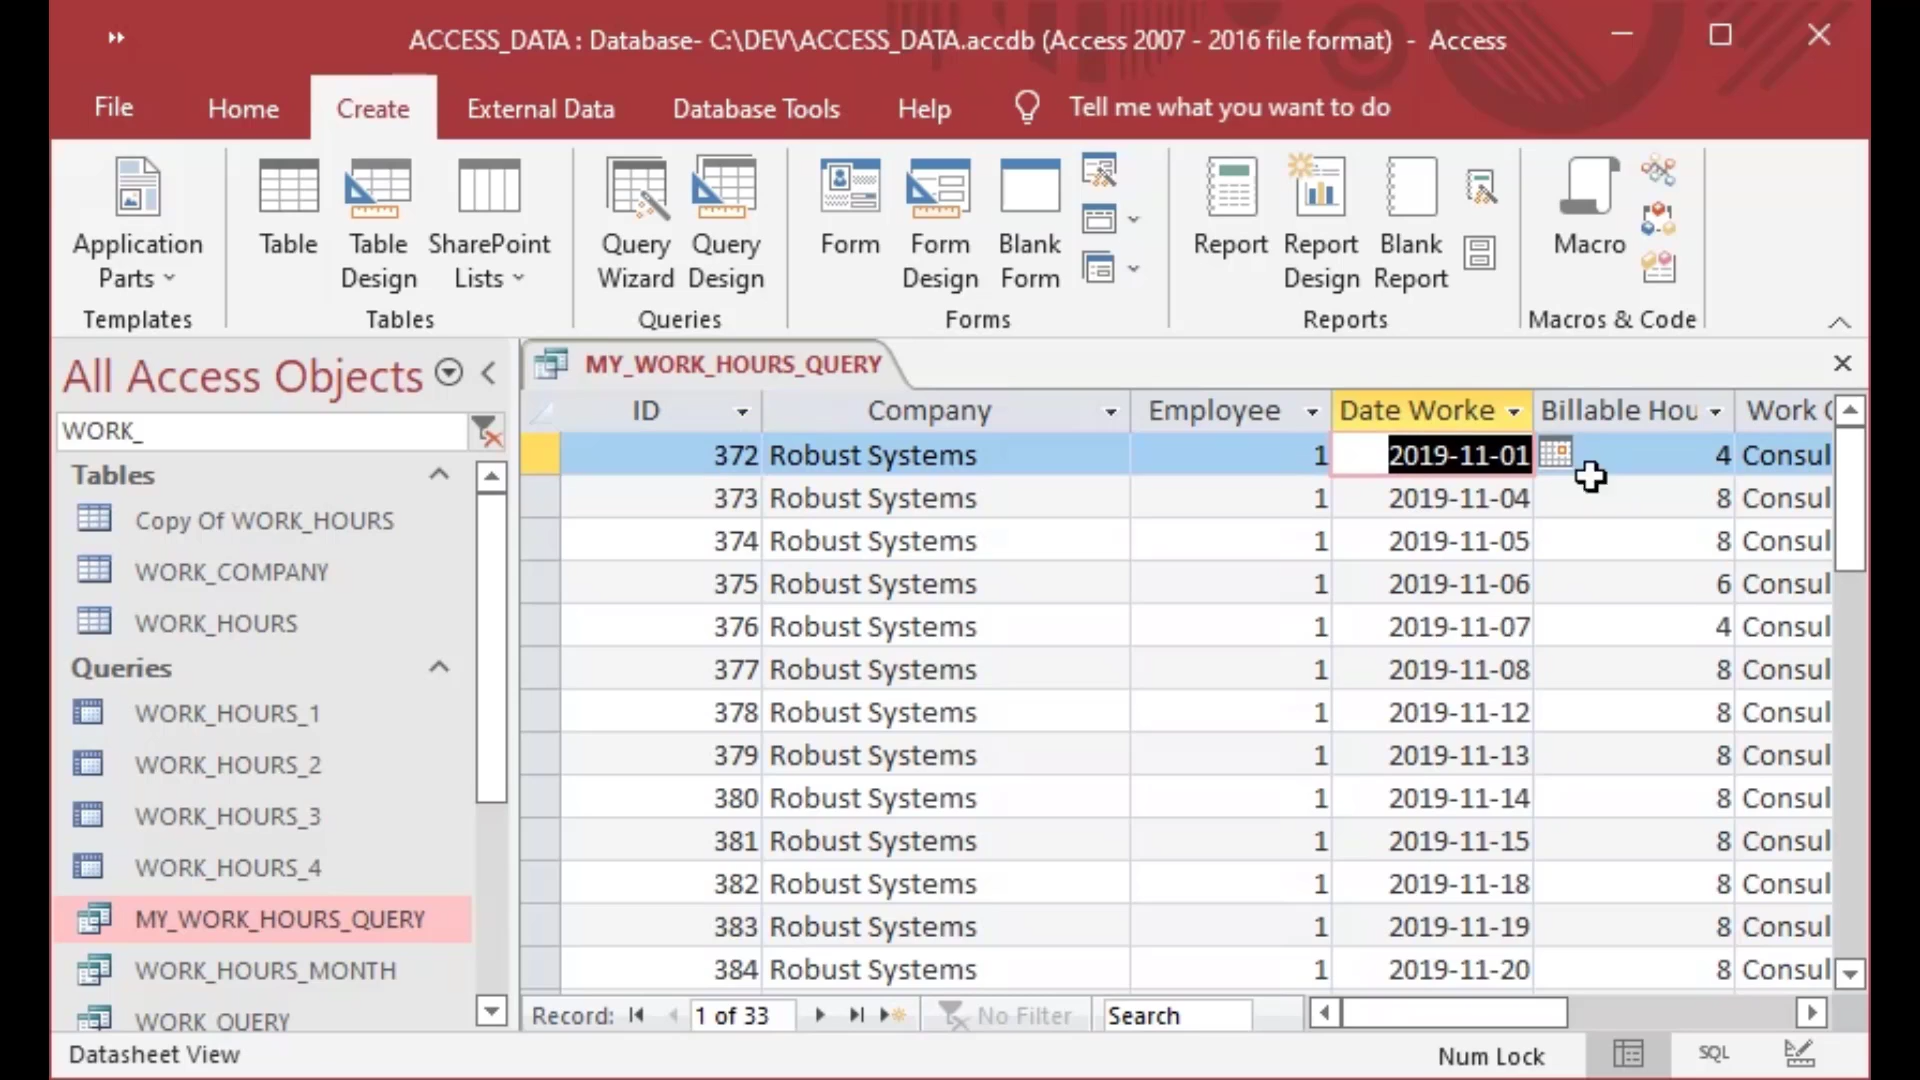 ACCESS_DATA : Database- C:\DEV\ACCESS_DATA.accdb (Access 2007 - 2016 file format) - Access
File Home Create External Data Database Tools Help Tell me what you want to do
Application Parts
Table
Table Design
SharePoint Lists
Query Wizard
Query Design
Form
Form Design
Blank Form
Report
Report Design
Blank Report
Macro
Templates Tables Queries Forms Reports Macros & Code
All Access Objects
WORK_
Tables
Copy Of WORK_HOURS
WORK_COMPANY
WORK_HOURS
Queries
WORK_HOURS_1
WORK_HOURS_2
WORK_HOURS_3
WORK_HOURS_4
MY_WORK_HOURS_QUERY
WORK_HOURS_MONTH
WORK_QUERY
MY_WORK_HOURS_QUERY
ID Company Employee Date Worke Billable Hou Work
372 Robust Systems 1 2019-11-01 4 Consul
373 Robust Systems 1 2019-11-04 8 Consul
374 Robust Systems 1 2019-11-05 8 Consul
375 Robust Systems 1 2019-11-06 6 Consul
376 Robust Systems 1 2019-11-07 4 Consul
377 Robust Systems 1 2019-11-08 8 Consul
378 Robust Systems 1 2019-11-12 8 Consul
379 Robust Systems 1 2019-11-13 8 Consul
380 Robust Systems 1 2019-11-14 8 Consul
381 Robust Systems 1 2019-11-15 8 Consul
382 Robust Systems 1 2019-11-18 8 Consul
383 Robust Systems 1 2019-11-19 8 Consul
384 Robust Systems 1 2019-11-20 8 Consul
Record: 1 of 33 No Filter Search
Datasheet View Num Lock SQL